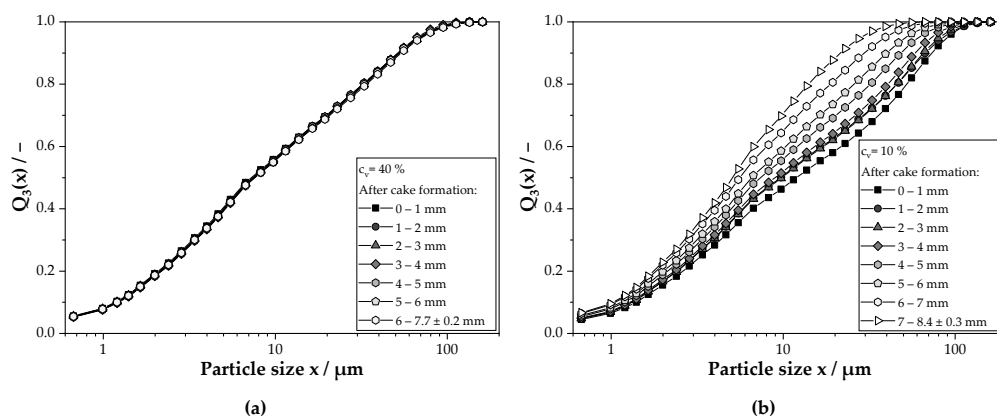 1.0
0.8
0.6
0.4
0.2
0.0
Q3(x) / –
cv= 40 %
After cake formation:
0 – 1 mm
1 – 2 mm
2 – 3 mm
3 – 4 mm
4 – 5 mm
5 – 6 mm
6 – 7.7 ± 0.2 mm
1
10
100
Particle size x / µm
(a)
1.0
0.8
0.6
0.4
0.2
0.0
Q3(x) / –
cv= 10 %
After cake formation:
0 – 1 mm
1 – 2 mm
2 – 3 mm
3 – 4 mm
4 – 5 mm
5 – 6 mm
6 – 7 mm
7 – 8.4 ± 0.3 mm
1
10
100
Particle size x / µm
(b)